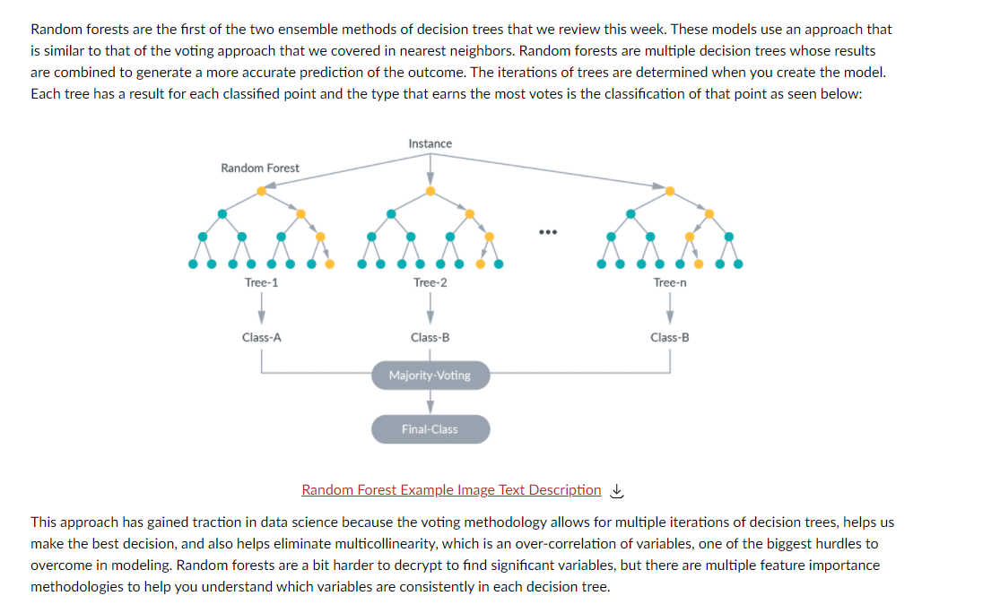 Random forests are the first of the two ensemble methods of decision trees that we review this week. These models use an approach that
is similar to that of the voting approach that we covered in nearest neighbors. Random forests are multiple decision trees whose results
are combined to generate a more accurate prediction of the outcome. The iterations of trees are determined when you create the model.
Each tree has a result for each classified point and the type that earns the most votes is the classification of that point as seen below:
Instance
Random Forest
Tree-1 Tree-2 Tree-n
Class-A Class-B Class-B
Majority-Voting
Final-Class
Random Forest Example Image Text Description
This approach has gained traction in data science because the voting methodology allows for multiple iterations of decision trees, helps us
make the best decision, and also helps eliminate multicollinearity, which is an over-correlation of variables, one of the biggest hurdles to
overcome in modeling. Random forests are a bit harder to decrypt to find significant variables, but there are multiple feature importance
methodologies to help you understand which variables are consistently in each decision tree.